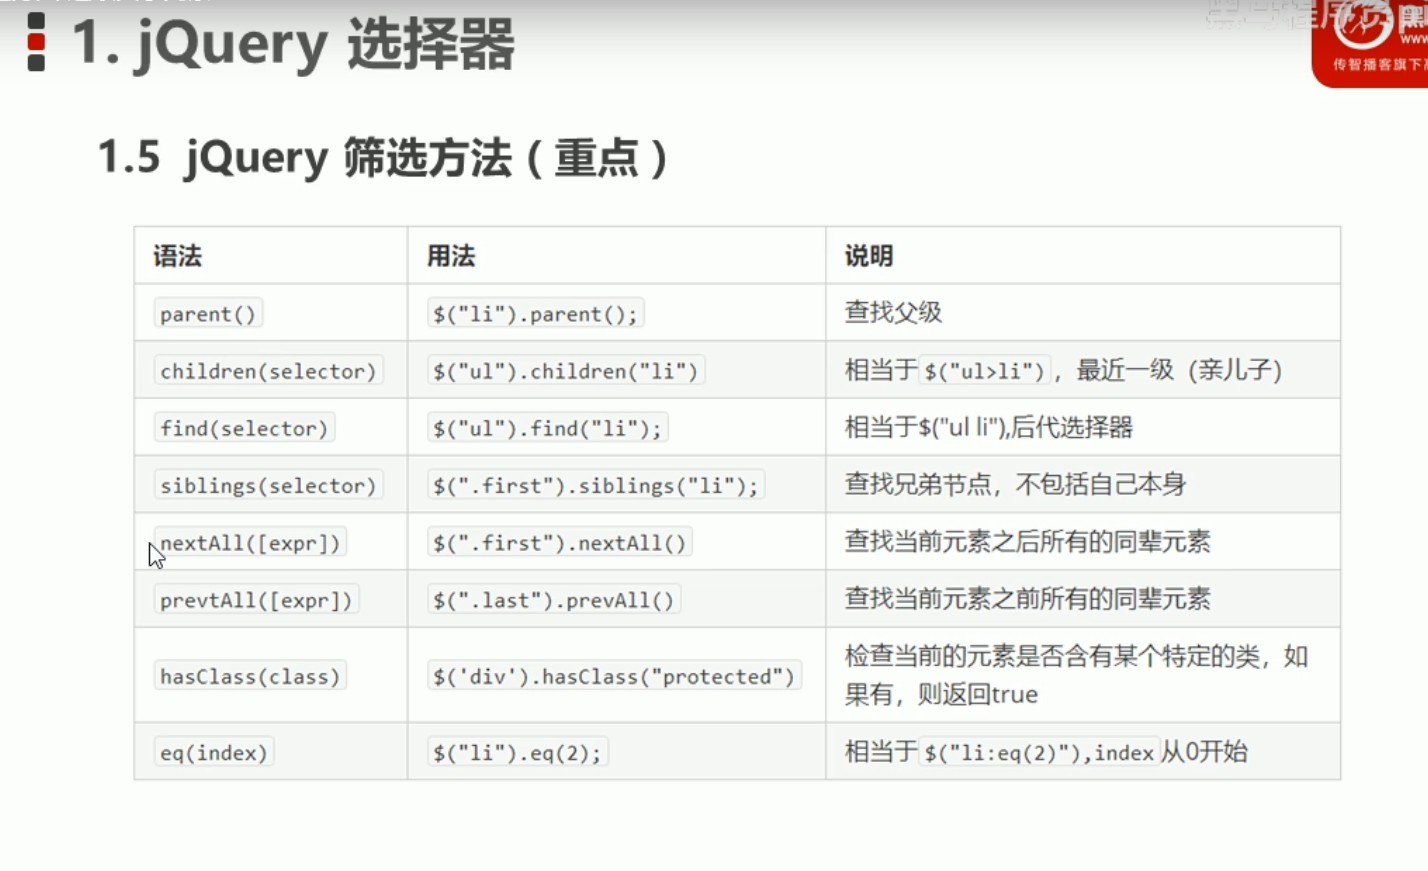 1. jQuery 选择器
1.5 jQuery 筛选方法（重点）
语法 用法 说明
parent() $("li").parent(); 查找父级
children(selector) $("ul").children("li") 相当于$("ul>li")，最近一级（亲儿子）
find(selector) $("ul").find("li"); 相当于$("ul li"),后代选择器
siblings(selector) $(".first").siblings("li"); 查找兄弟节点，不包括自己本身
nextAll([expr]) $(".first").nextAll() 查找当前元素之后所有的同辈元素
prevtAll([expr]) $(".last").prevAll() 查找当前元素之前所有的同辈元素
hasClass(class) $('div').hasClass("protected") 检查当前的元素是否含有某个特定的类，如
果有，则返回true
eq(index) $("li").eq(2); 相当于$("li:eq(2)"),index从0开始
黑
www
传智播客旗下